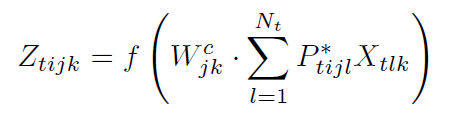 $Z_{tijk} = f\left(W^{c}_{jk} \cdot \sum_{l=1}^{N_t} P^{*}_{tijl} X_{tlk}\right)$